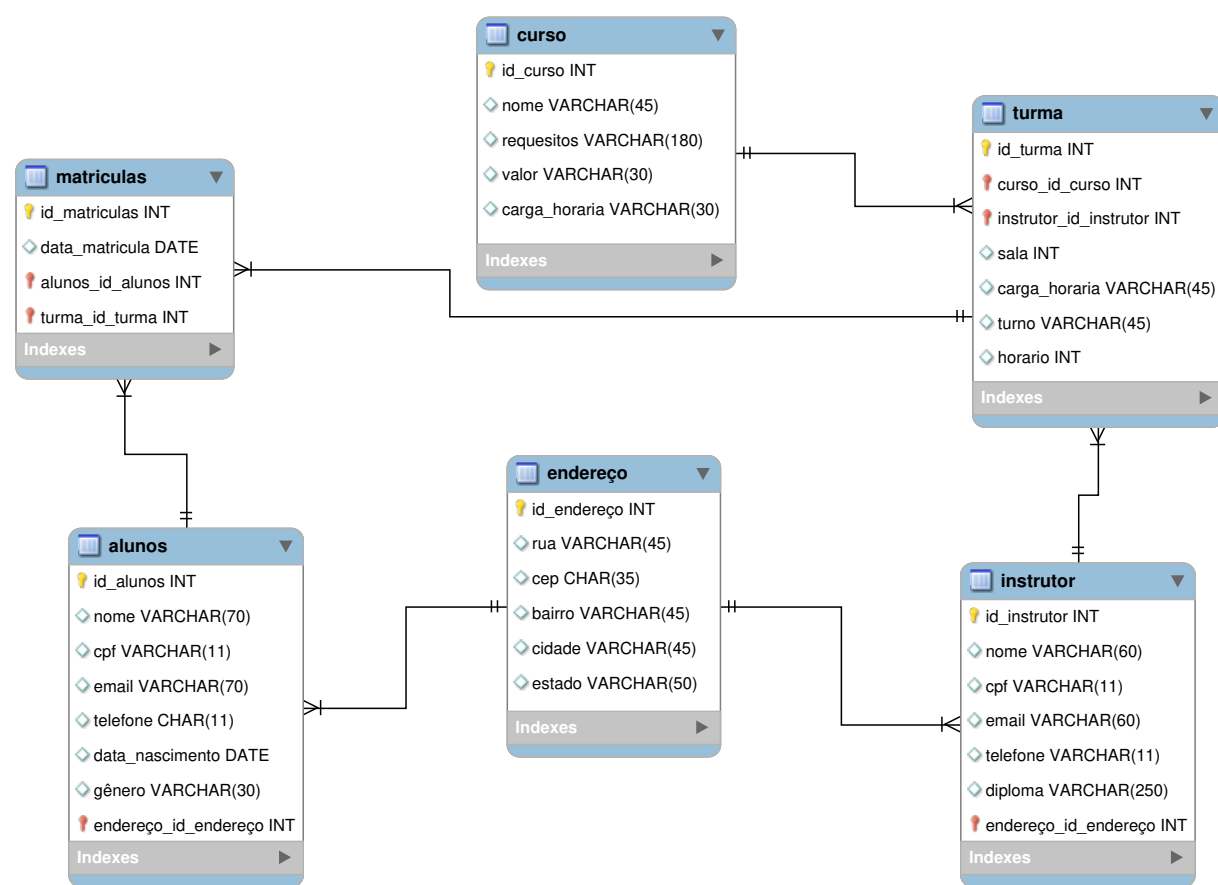 curso
id_curso INT
nome VARCHAR(45)
requesitos VARCHAR(180)
valor VARCHAR(30)
carga_horaria VARCHAR(30)
Indexes
turma
id_turma INT
curso_id_curso INT
instrutor_id_instrutor INT
sala INT
carga_horaria VARCHAR(45)
turno VARCHAR(45)
horario INT
Indexes
matriculas
id_matriculas INT
data_matricula DATE
alunos_id_alunos INT
turma_id_turma INT
Indexes
endereço
id_endereço INT
rua VARCHAR(45)
cep CHAR(35)
bairro VARCHAR(45)
cidade VARCHAR(45)
estado VARCHAR(50)
Indexes
alunos
id_alunos INT
nome VARCHAR(70)
cpf VARCHAR(11)
email VARCHAR(70)
telefone CHAR(11)
data_nascimento DATE
gênero VARCHAR(30)
endereço_id_endereço INT
Indexes
instrutor
id_instrutor INT
nome VARCHAR(60)
cpf VARCHAR(11)
email VARCHAR(60)
telefone VARCHAR(11)
diploma VARCHAR(250)
endereço_id_endereço INT
Indexes